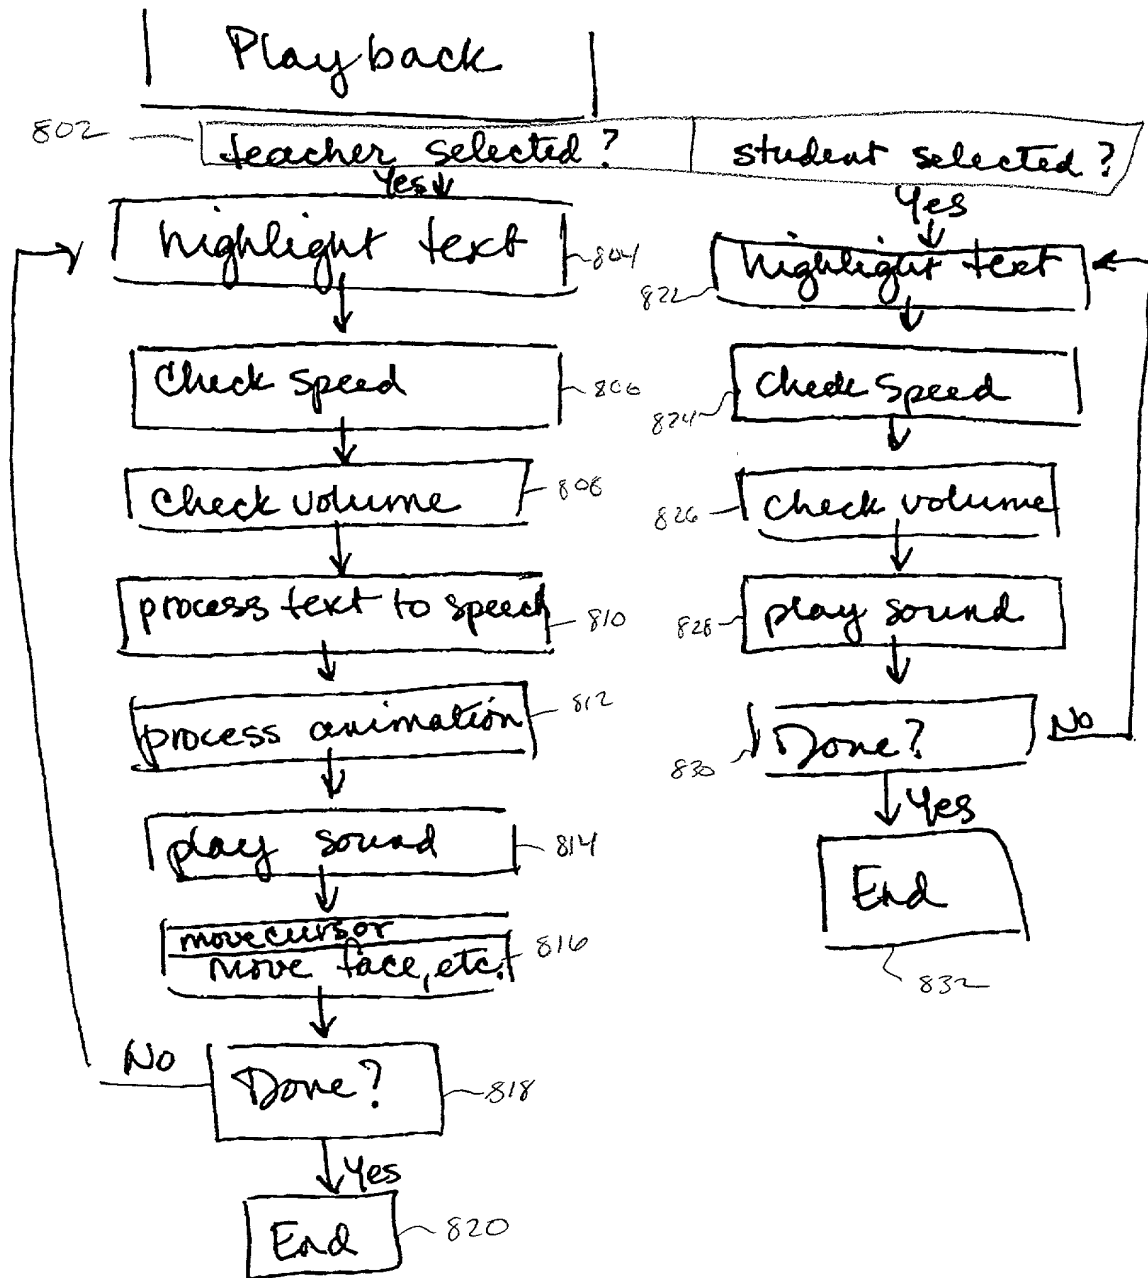 Playback
802 teacher selected? student selected?
Yes
highlight text 804
Check speed 806
Check volume 808
process text to speech 810
process animation 812
play sound 814
move cursor
move face, etc. 816
No Done? 818
Yes
End 820
Yes
highlight text
822
Check Speed
824
826 check volume
828 play sound
Done? No
830
Yes
End
832